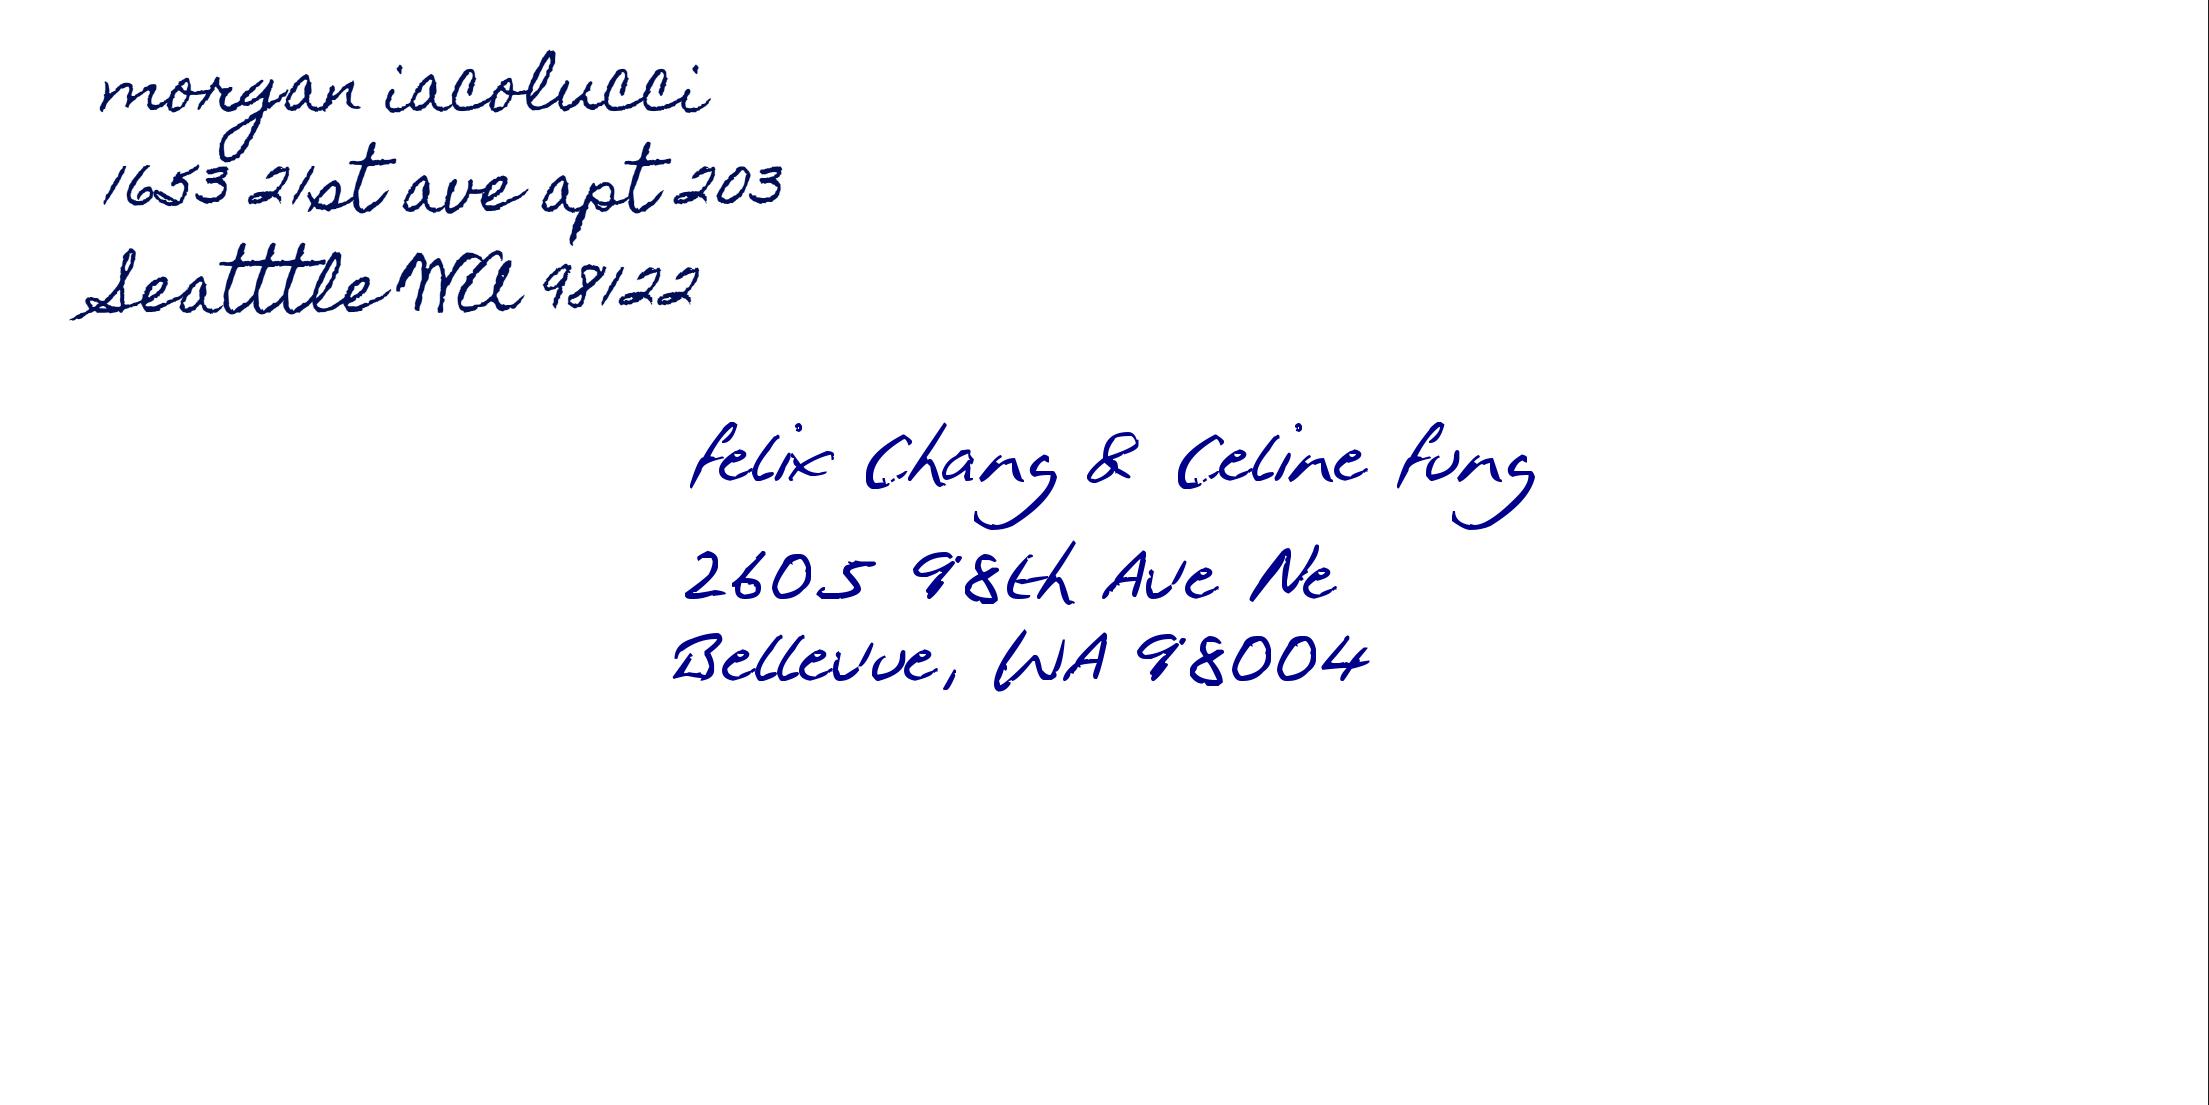 morgan iacolucci
1653 21st ave apt 203
Seatttle WA 98122
Felix Chang & Celine Fung
2605 98th Ave Ne
Bellevue, WA 98004